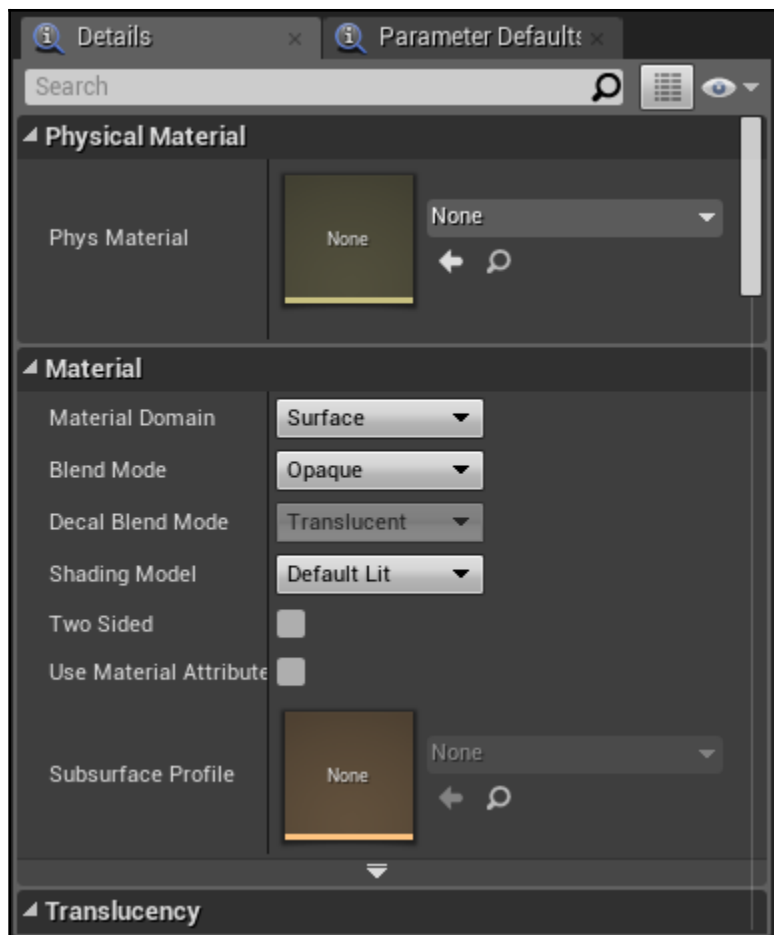 Details
Parameter Defaults
Search
Physical Material
Phys Material
None
None
Material
Material Domain
Surface
Blend Mode
Opaque
Decal Blend Mode
Translucent
Shading Model
Default Lit
Two Sided
Use Material Attribute
Subsurface Profile
None
None
Translucency